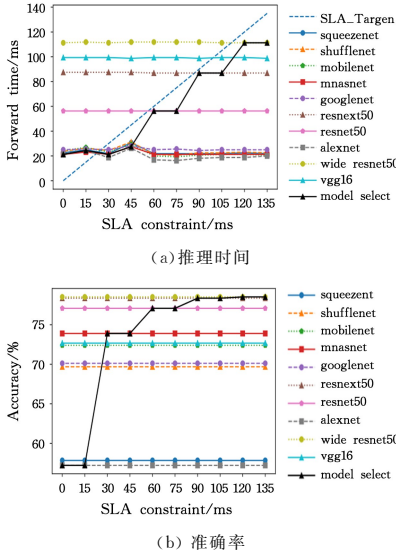 140
120
100
80
60
40
20
0
Forward time/ms
0 15 30 45 60 75 90 105 120 135
SLA constraint/ms
SLA_Targen
squeezenet
shufflenet
mobilenet
mnasnet
googlenet
resnext50
resnet50
alexnet
wide resnet50
vgg16
model select
(a)推理时间
75
70
65
60
Accuracy/%
0 15 30 45 60 75 90 105 120 135
SLA constraint/ms
squeezent
shufflenet
mobilenet
mnasnet
googlenet
resnext50
resnet50
alexnet
wide resnet50
vgg16
model select
(b) 准确率